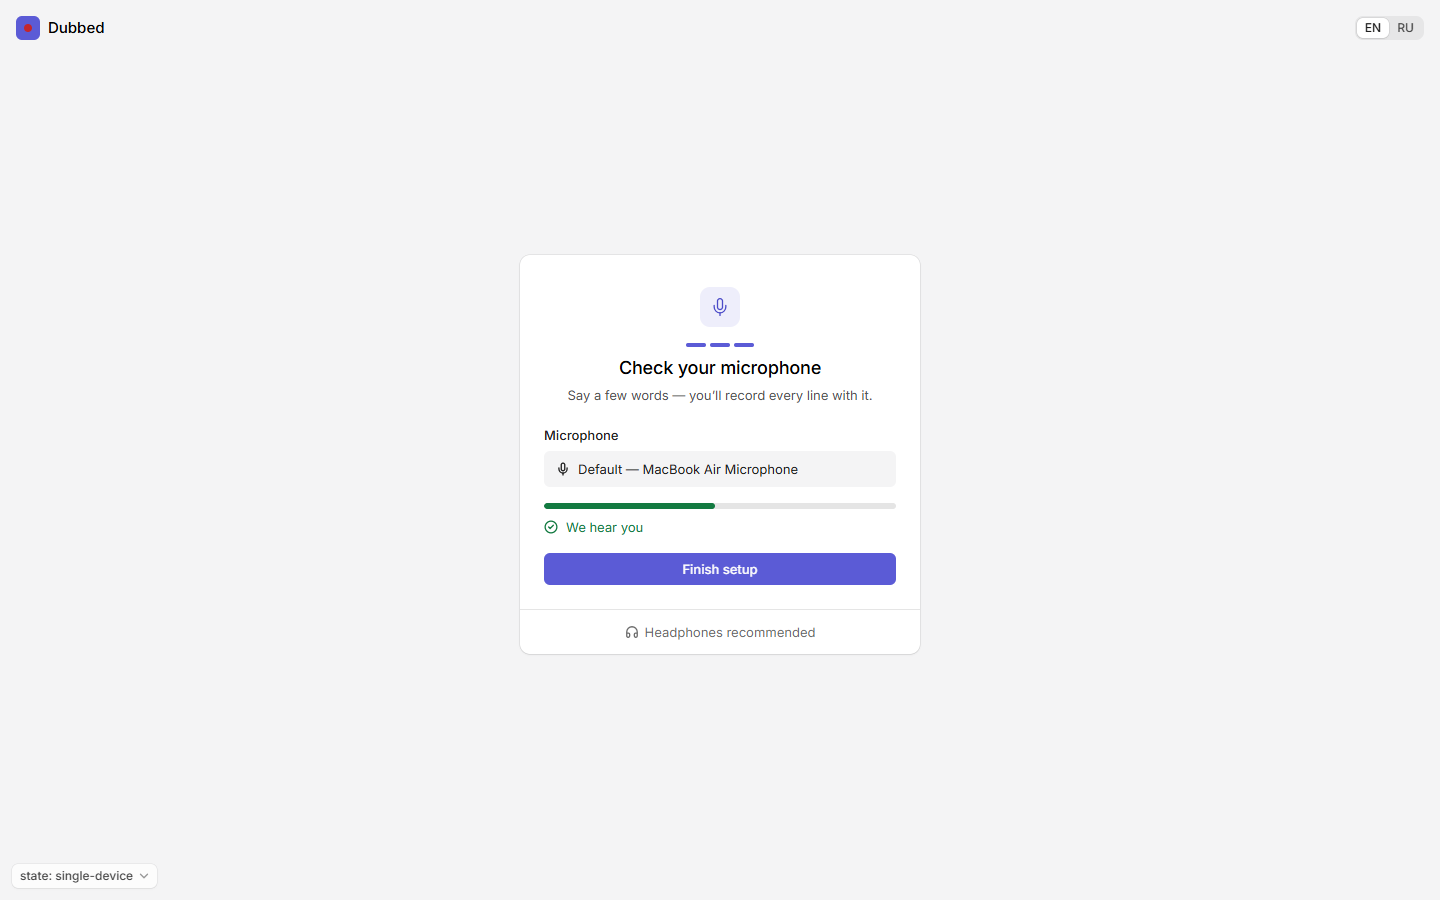 Dubbed
EN RU
Check your microphone
Say a few words — you’ll record every line with it.
Microphone
Default — MacBook Air Microphone
We hear you
Finish setup
Headphones recommended
state: single-device